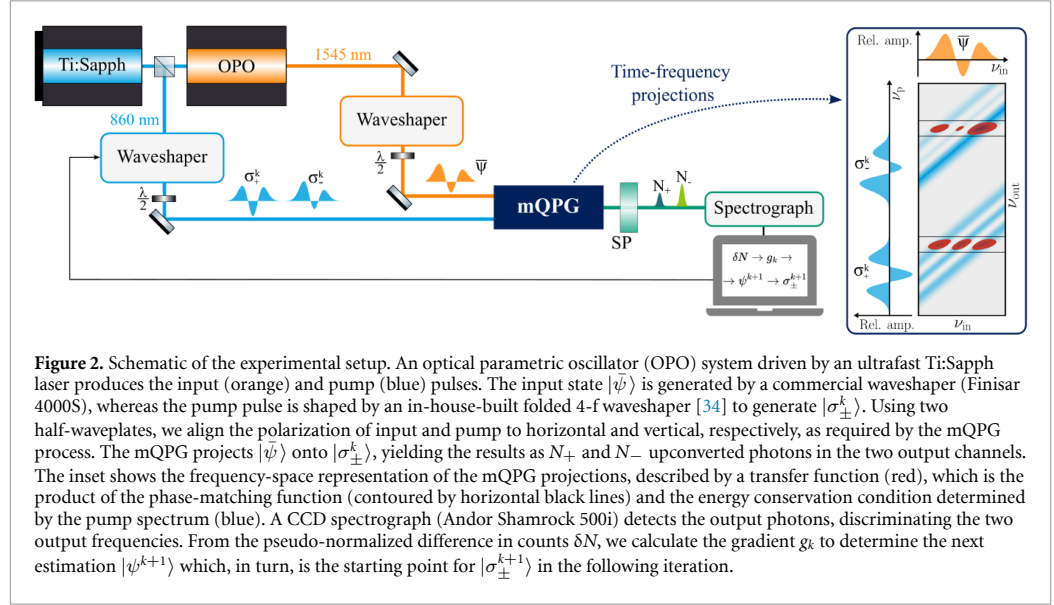 Ti:Sapph
OPO
1545 nm
860 nm
Waveshaper
Waveshaper
λ/2
λ/2
σ₊ᵏ
σ₋ᵏ
ψ̅
mQPG
Time-frequency
projections
SP
N₊
N₋
Spectrograph
δN → gₖ →
→ ψᵏ⁺¹ → σ±ᵏ⁺¹
Rel. amp.
ψ̅
ν_in
ν_p
σ₋ᵏ
σ₊ᵏ
ν_out
Rel. amp.
ν_in
Figure 2. Schematic of the experimental setup. An optical parametric oscillator (OPO) system driven by an ultrafast Ti:Sapph
laser produces the input (orange) and pump (blue) pulses. The input state |ψ̄⟩ is generated by a commercial waveshaper (Finisar
4000S), whereas the pump pulse is shaped by an in-house-built folded 4-f waveshaper [34] to generate |σ±ᵏ⟩. Using two
half-waveplates, we align the polarization of input and pump to horizontal and vertical, respectively, as required by the mQPG
process. The mQPG projects |ψ̄⟩ onto |σ±ᵏ⟩, yielding the results as N₊ and N₋ upconverted photons in the two output channels.
The inset shows the frequency-space representation of the mQPG projections, described by a transfer function (red), which is the
product of the phase-matching function (contoured by horizontal black lines) and the energy conservation condition determined
by the pump spectrum (blue). A CCD spectrograph (Andor Shamrock 500i) detects the output photons, discriminating the two
output frequencies. From the pseudo-normalized difference in counts δN, we calculate the gradient gₖ to determine the next
estimation |ψᵏ⁺¹⟩ which, in turn, is the starting point for |σ±ᵏ⁺¹⟩ in the following iteration.